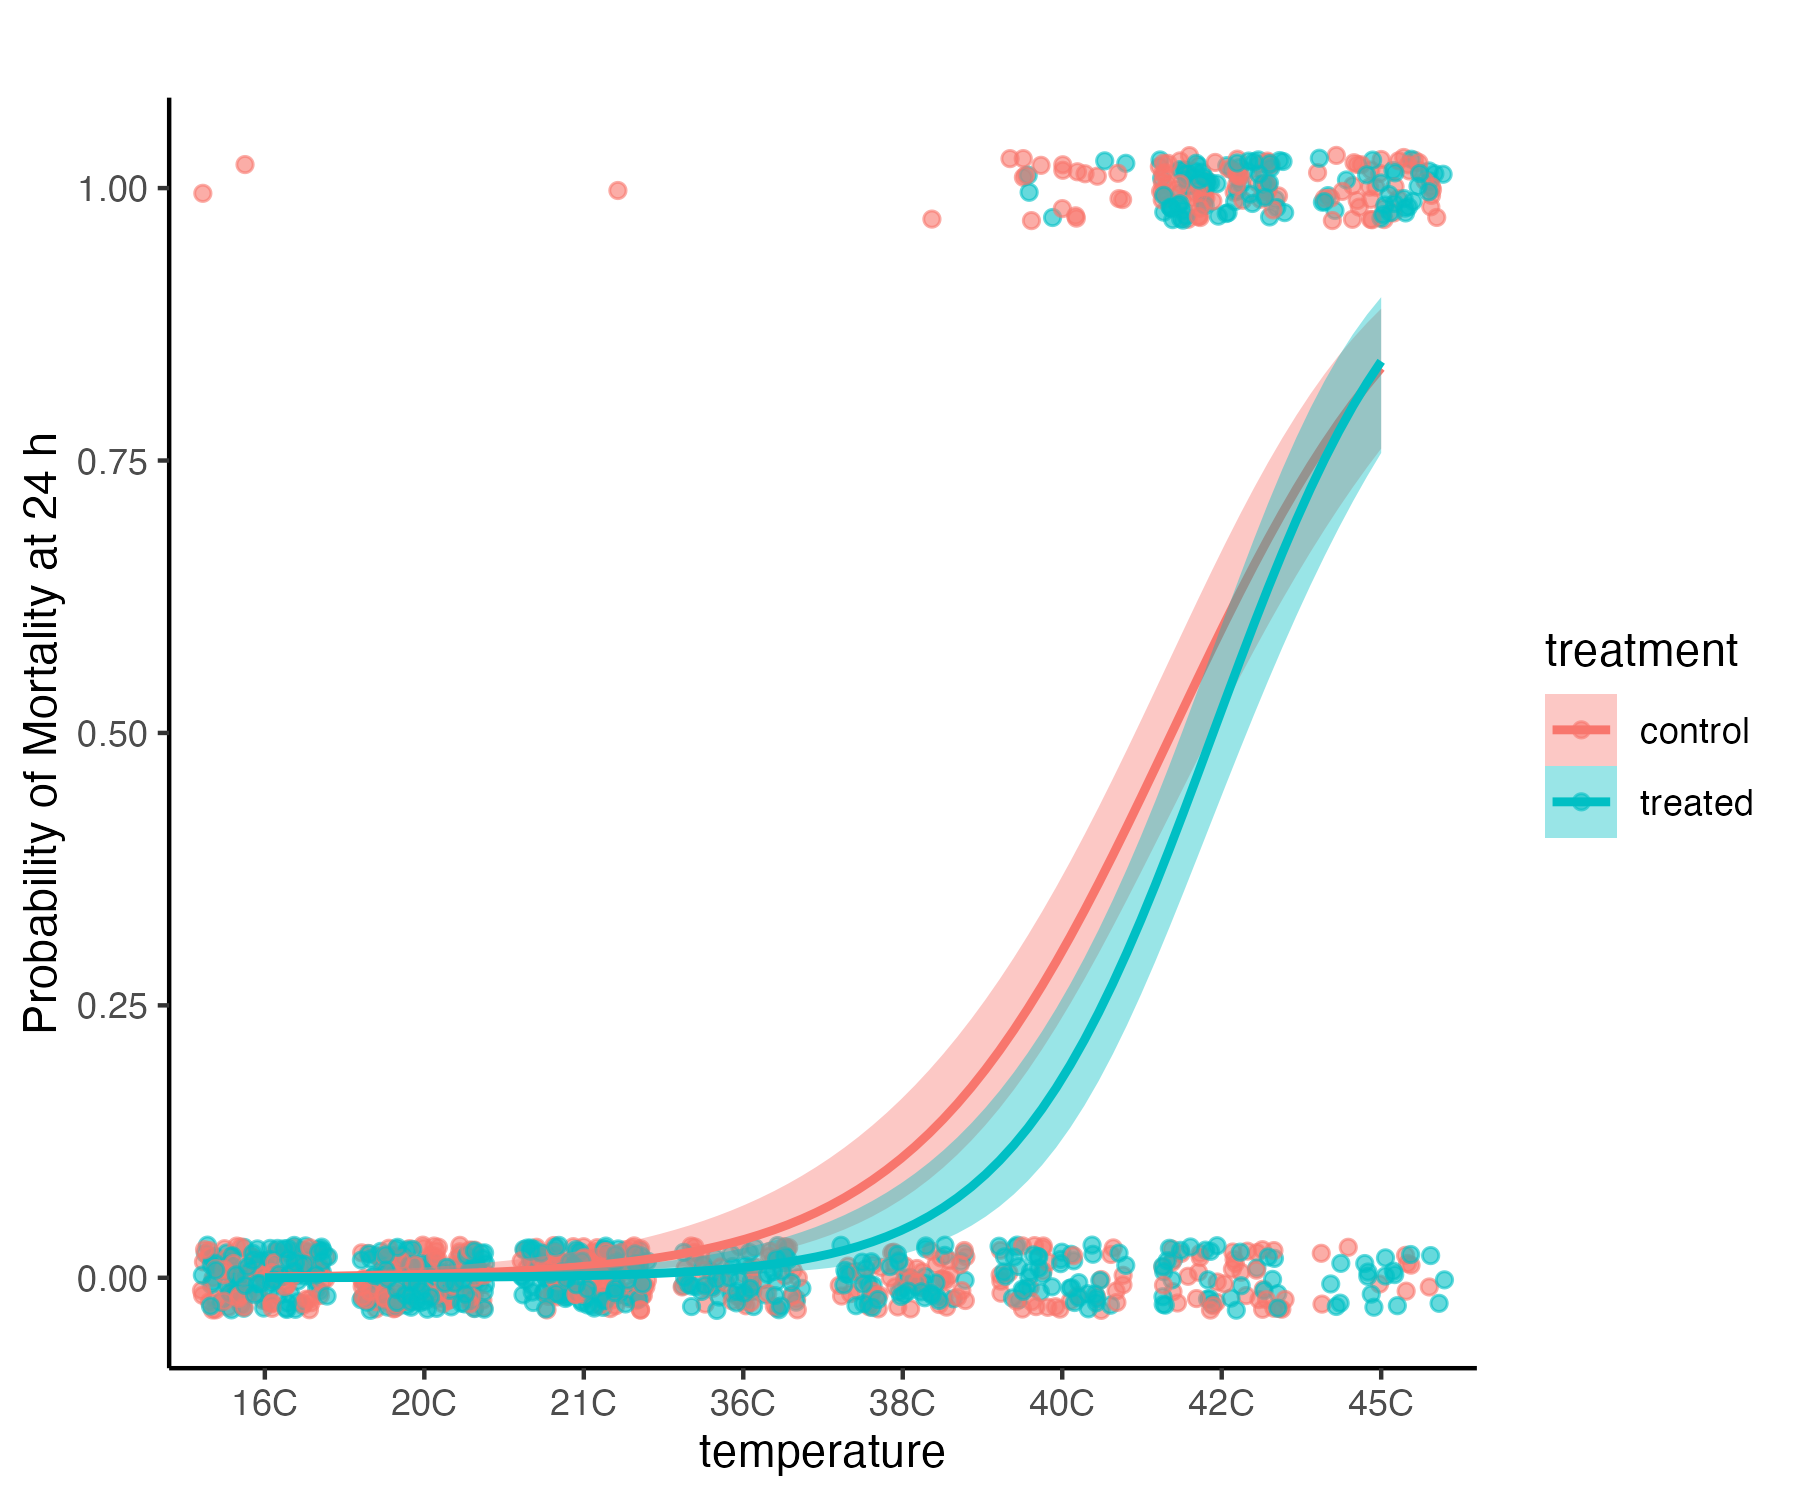 Probability of Mortality at 24 h
1.00
0.75
0.50
0.25
0.00
16C 20C 21C 36C 38C 40C 42C 45C
temperature
treatment
control
treated